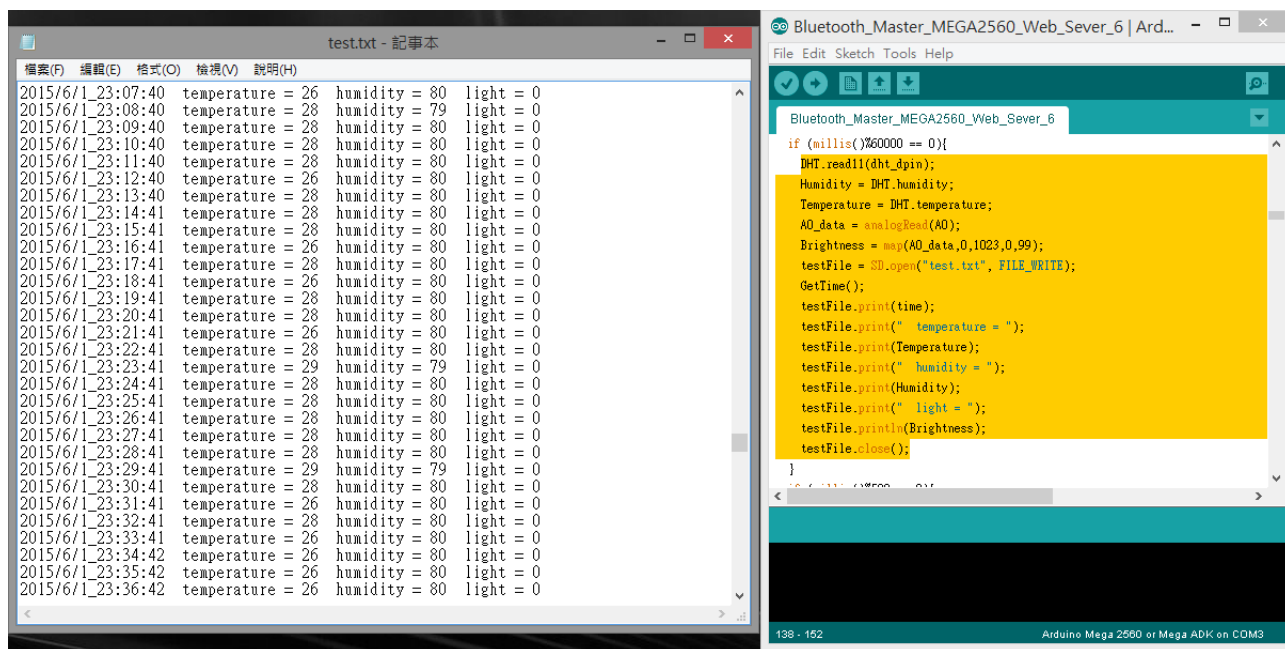 test.txt - 記事本
檔案(F) 編輯(E) 格式(O) 檢視(V) 說明(H)
2015/6/1_23:07:40  temperature = 26  humidity = 80  light = 0
2015/6/1_23:08:40  temperature = 28  humidity = 79  light = 0
2015/6/1_23:09:40  temperature = 28  humidity = 80  light = 0
2015/6/1_23:10:40  temperature = 28  humidity = 80  light = 0
2015/6/1_23:11:40  temperature = 28  humidity = 80  light = 0
2015/6/1_23:12:40  temperature = 26  humidity = 80  light = 0
2015/6/1_23:13:40  temperature = 28  humidity = 80  light = 0
2015/6/1_23:14:41  temperature = 28  humidity = 80  light = 0
2015/6/1_23:15:41  temperature = 28  humidity = 80  light = 0
2015/6/1_23:16:41  temperature = 26  humidity = 80  light = 0
2015/6/1_23:17:41  temperature = 28  humidity = 80  light = 0
2015/6/1_23:18:41  temperature = 26  humidity = 80  light = 0
2015/6/1_23:19:41  temperature = 28  humidity = 80  light = 0
2015/6/1_23:20:41  temperature = 28  humidity = 80  light = 0
2015/6/1_23:21:41  temperature = 26  humidity = 80  light = 0
2015/6/1_23:22:41  temperature = 28  humidity = 80  light = 0
2015/6/1_23:23:41  temperature = 29  humidity = 79  light = 0
2015/6/1_23:24:41  temperature = 28  humidity = 80  light = 0
2015/6/1_23:25:41  temperature = 28  humidity = 80  light = 0
2015/6/1_23:26:41  temperature = 28  humidity = 80  light = 0
2015/6/1_23:27:41  temperature = 28  humidity = 80  light = 0
2015/6/1_23:28:41  temperature = 28  humidity = 80  light = 0
2015/6/1_23:29:41  temperature = 29  humidity = 79  light = 0
2015/6/1_23:30:41  temperature = 28  humidity = 80  light = 0
2015/6/1_23:31:41  temperature = 26  humidity = 80  light = 0
2015/6/1_23:32:41  temperature = 28  humidity = 80  light = 0
2015/6/1_23:33:41  temperature = 26  humidity = 80  light = 0
2015/6/1_23:34:42  temperature = 26  humidity = 80  light = 0
2015/6/1_23:35:42  temperature = 26  humidity = 80  light = 0
2015/6/1_23:36:42  temperature = 26  humidity = 80  light = 0
Bluetooth_Master_MEGA2560_Web_Sever_6 | Ard...
File Edit Sketch Tools Help
Bluetooth_Master_MEGA2560_Web_Sever_6
if (millis()%60000 == 0){
DHT.read11(dht_dpin);
Humidity = DHT.humidity;
Temperature = DHT.temperature;
AO_data = analogRead(AO);
Brightness = map(AO_data,0,1023,0,99);
testFile = SD.open("test.txt", FILE_WRITE);
GetTime();
testFile.print(time);
testFile.print("  temperature = ");
testFile.print(Temperature);
testFile.print("  humidity = ");
testFile.print(Humidity);
testFile.print("  light = ");
testFile.println(Brightness);
testFile.close();
}
138 - 152
Arduino Mega 2560 or Mega ADK on COM3